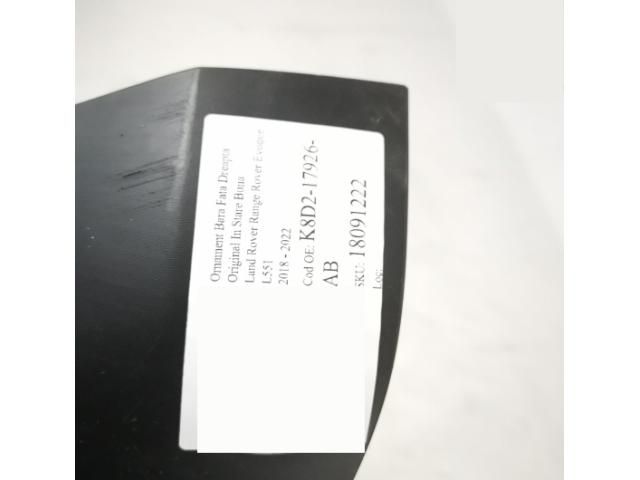 Ornament Bara Fata Dreapta
Original In Stare Buna
Land Rover Range Rover Evoque
L551
2018 - 2022
Cod OE: K8D2-17926-
AB
SKU: 18091222
Loc: